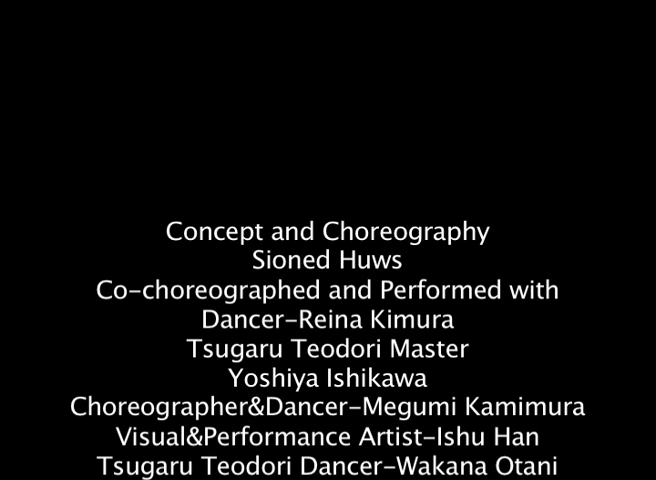 Concept and Choreography
Sioned Huws
Co-choreographed and Performed with
Dancer-Reina Kimura
Tsugaru Teodori Master
Yoshiya Ishikawa
Choreographer&Dancer-Megumi Kamimura
Visual&Performance Artist-Ishu Han
Tsugaru Teodori Dancer-Wakana Otani